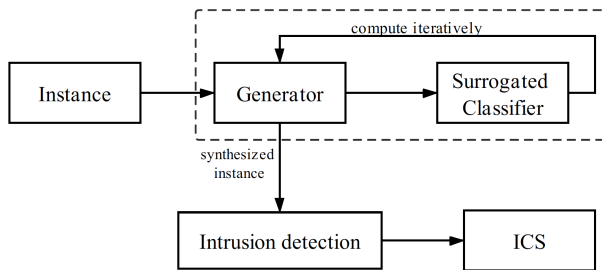 compute iteratively
Instance
Generator
Surrogated
Classifier
synthesized
instance
Intrusion detection
ICS